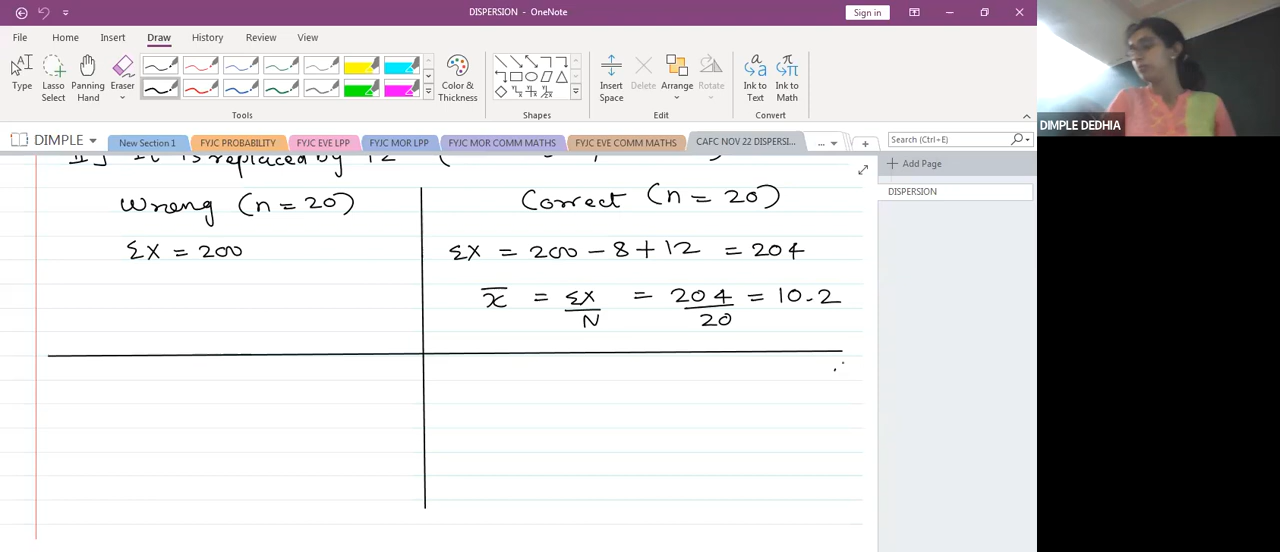 DISPERSION - OneNote
Sign in
File Home Insert Draw History Review View
Type Lasso Select Panning Hand Eraser Color & Thickness Insert Space Delete Arrange Rotate Ink to Text Ink to Math
Tools Shapes Edit Convert
DIMPLE New Section 1 FYJC PROBABILITY FYJC EVE LPP FYJC MOR LPP FYJC MOR COMM MATHS FYJC EVE COMM MATHS CAFC NOV 22 DISPERSI... ... Search (Ctrl+E)
Add Page
DISPERSION
DIMPLE DEDHIA
is replaced by 12
Wrong (n = 20) Correct (n = 20)
Σx = 200 Σx = 200 - 8 + 12 = 204
x̄ = Σx/N = 204/20 = 10.2